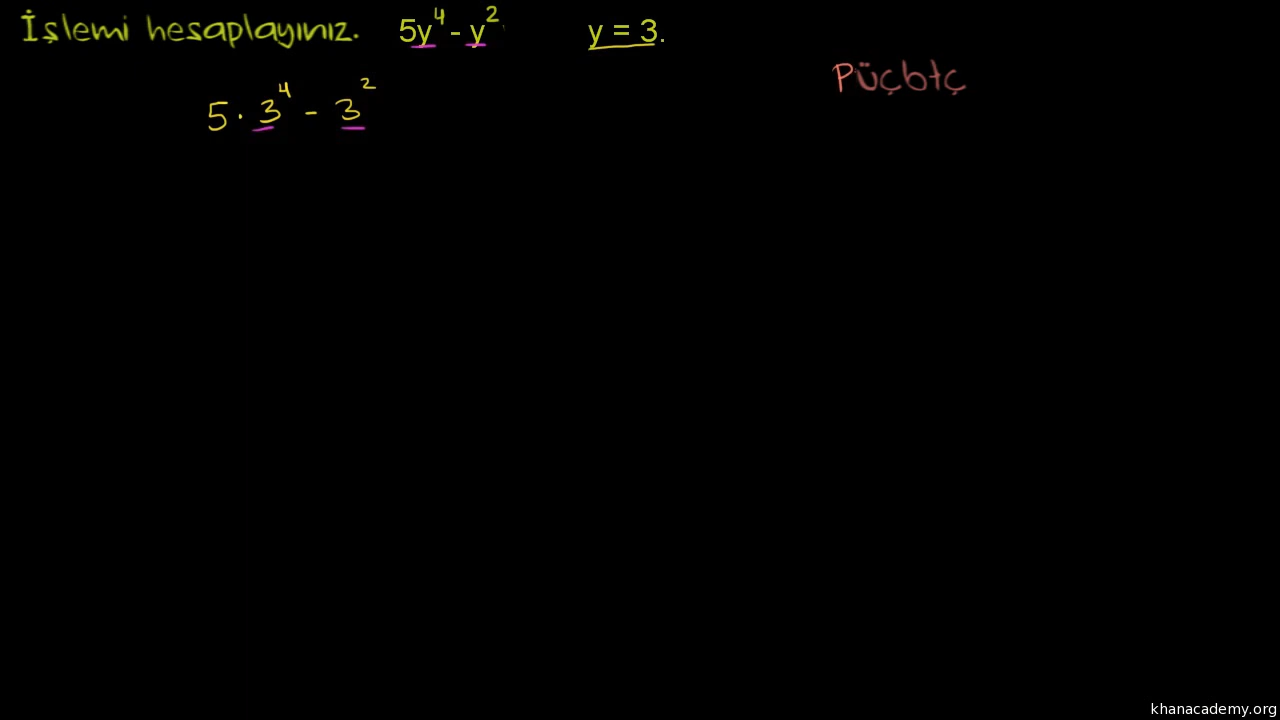 İşlemi hesaplayınız. 5y⁴ - y² y = 3.
Püçbtç
5 · 3⁴ - 3²
khanacademy.org